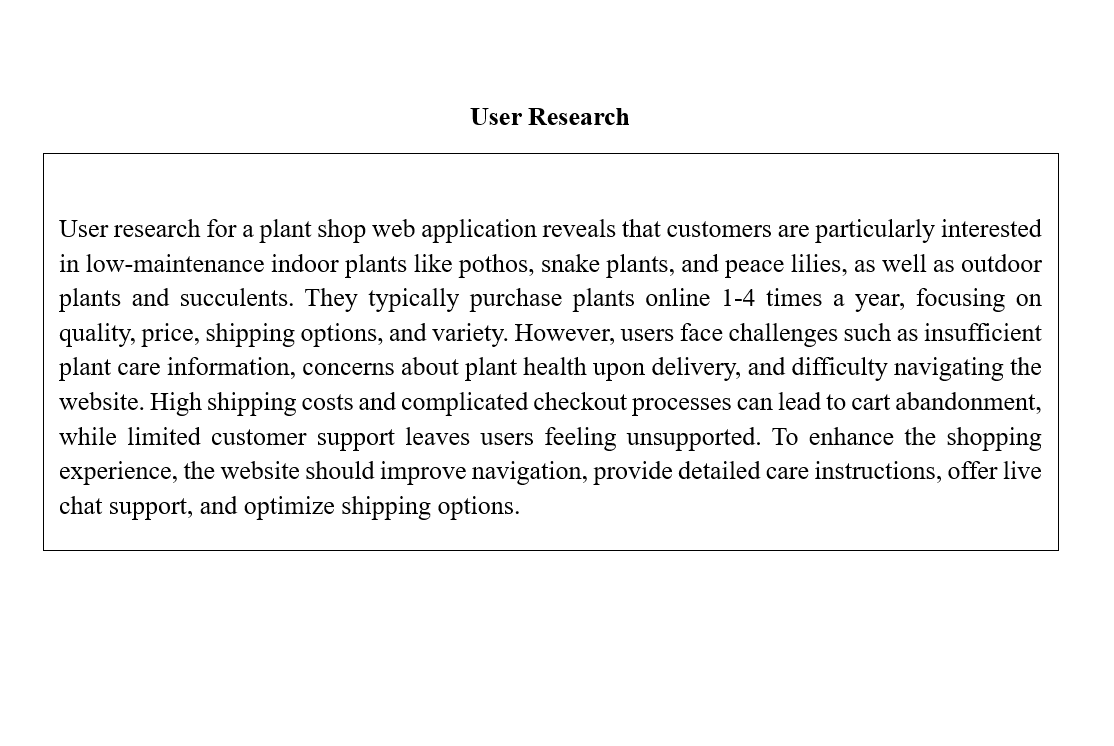 User Research
User research for a plant shop web application reveals that customers are particularly interested
in low-maintenance indoor plants like pothos, snake plants, and peace lilies, as well as outdoor
plants and succulents. They typically purchase plants online 1-4 times a year, focusing on
quality, price, shipping options, and variety. However, users face challenges such as insufficient
plant care information, concerns about plant health upon delivery, and difficulty navigating the
website. High shipping costs and complicated checkout processes can lead to cart abandonment,
while limited customer support leaves users feeling unsupported. To enhance the shopping
experience, the website should improve navigation, provide detailed care instructions, offer live
chat support, and optimize shipping options.